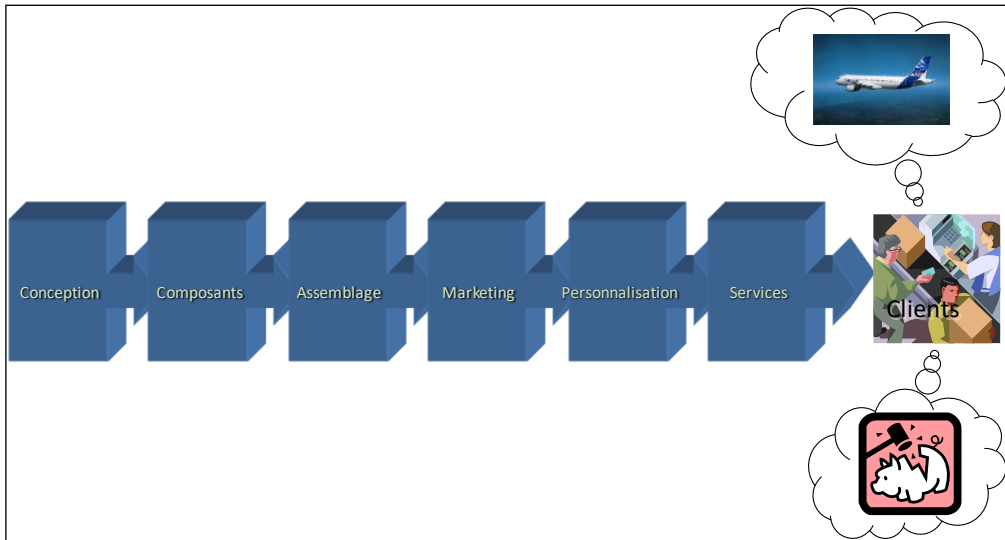 Conception
Composants
Assemblage
Marketing
Personnalisation
Services
Clients